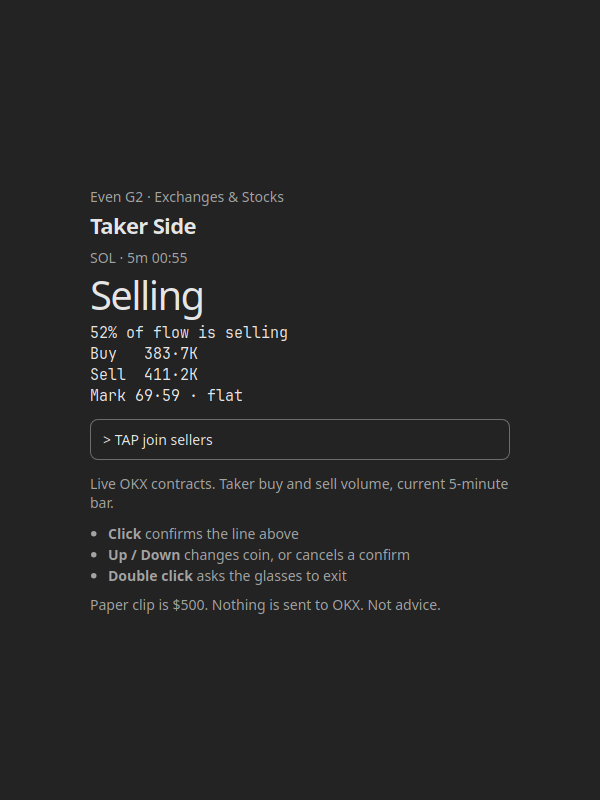 Even G2 · Exchanges & Stocks
Taker Side
SOL · 5m 00:55
Selling
52% of flow is selling
Buy   383·7K
Sell  411·2K
Mark 69·59 · flat
> TAP join sellers
Live OKX contracts. Taker buy and sell volume, current 5-minute
bar.
• Click confirms the line above
• Up / Down changes coin, or cancels a confirm
• Double click asks the glasses to exit
Paper clip is $500. Nothing is sent to OKX. Not advice.